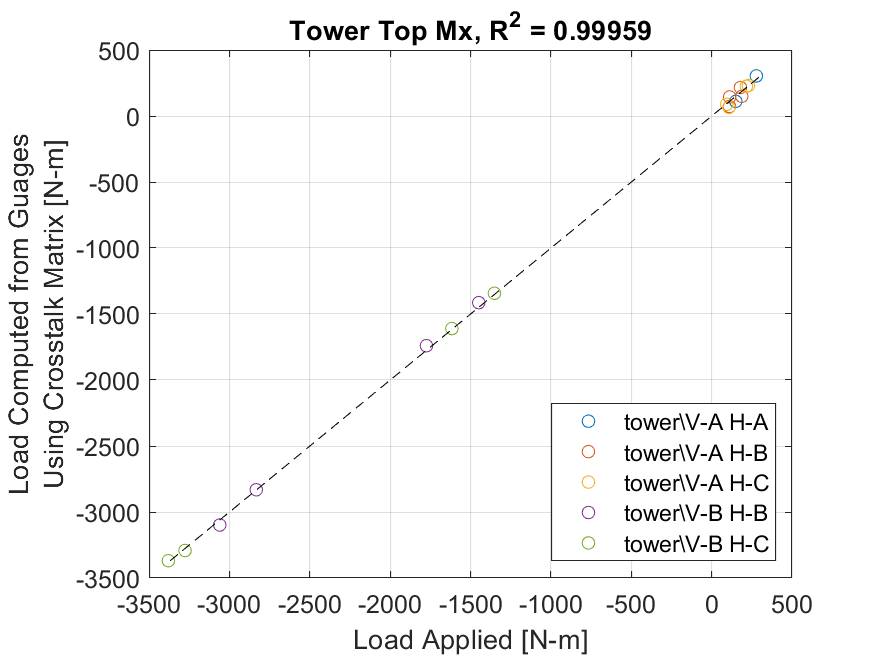 Tower Top Mx, R² = 0.99959
500
0
-500
-1000
-1500
-2000
-2500
-3000
-3500
-3500 -3000 -2500 -2000 -1500 -1000 -500 0 500
Load Computed from Guages
Using Crosstalk Matrix [N-m]
Load Applied [N-m]
tower\V-A H-A
tower\V-A H-B
tower\V-A H-C
tower\V-B H-B
tower\V-B H-C